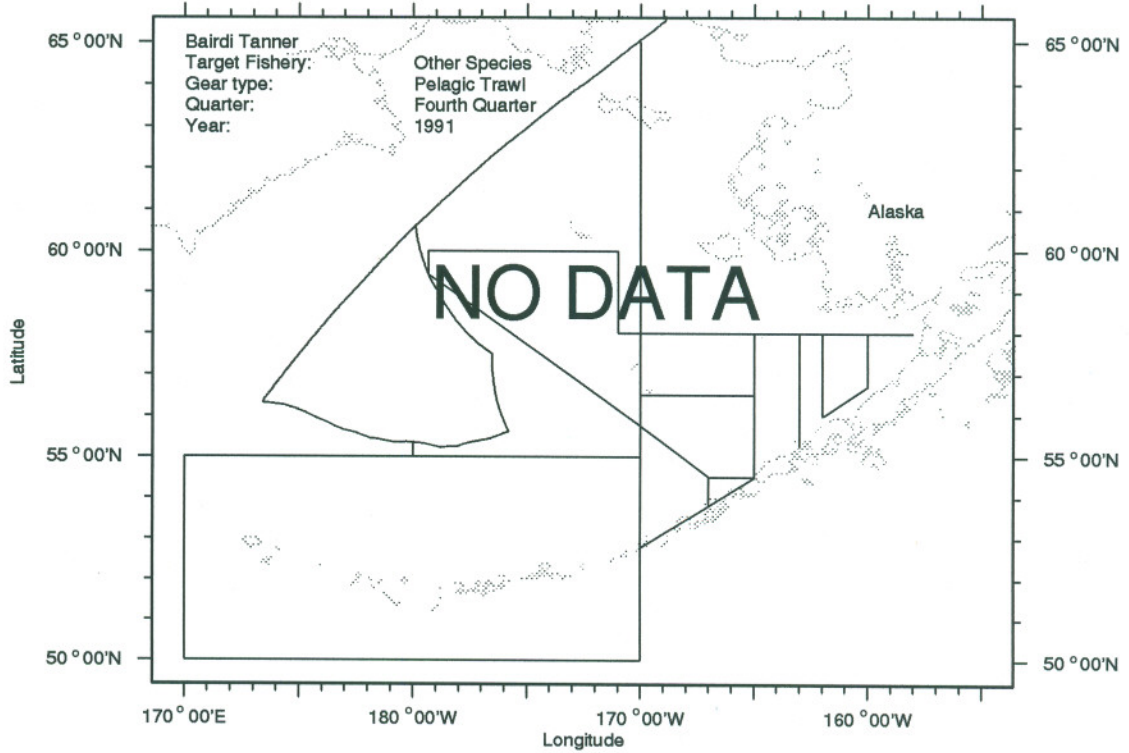 65°00'N
65°00'N
Bairdi Tanner
Target Fishery: Other Species
Gear type: Pelagic Trawl
Quarter: Fourth Quarter
Year: 1991
Alaska
60°00'N
60°00'N
NO DATA
Latitude
55°00'N
55°00'N
50°00'N
50°00'N
170°00'E 180°00'W 170°00'W 160°00'W
Longitude